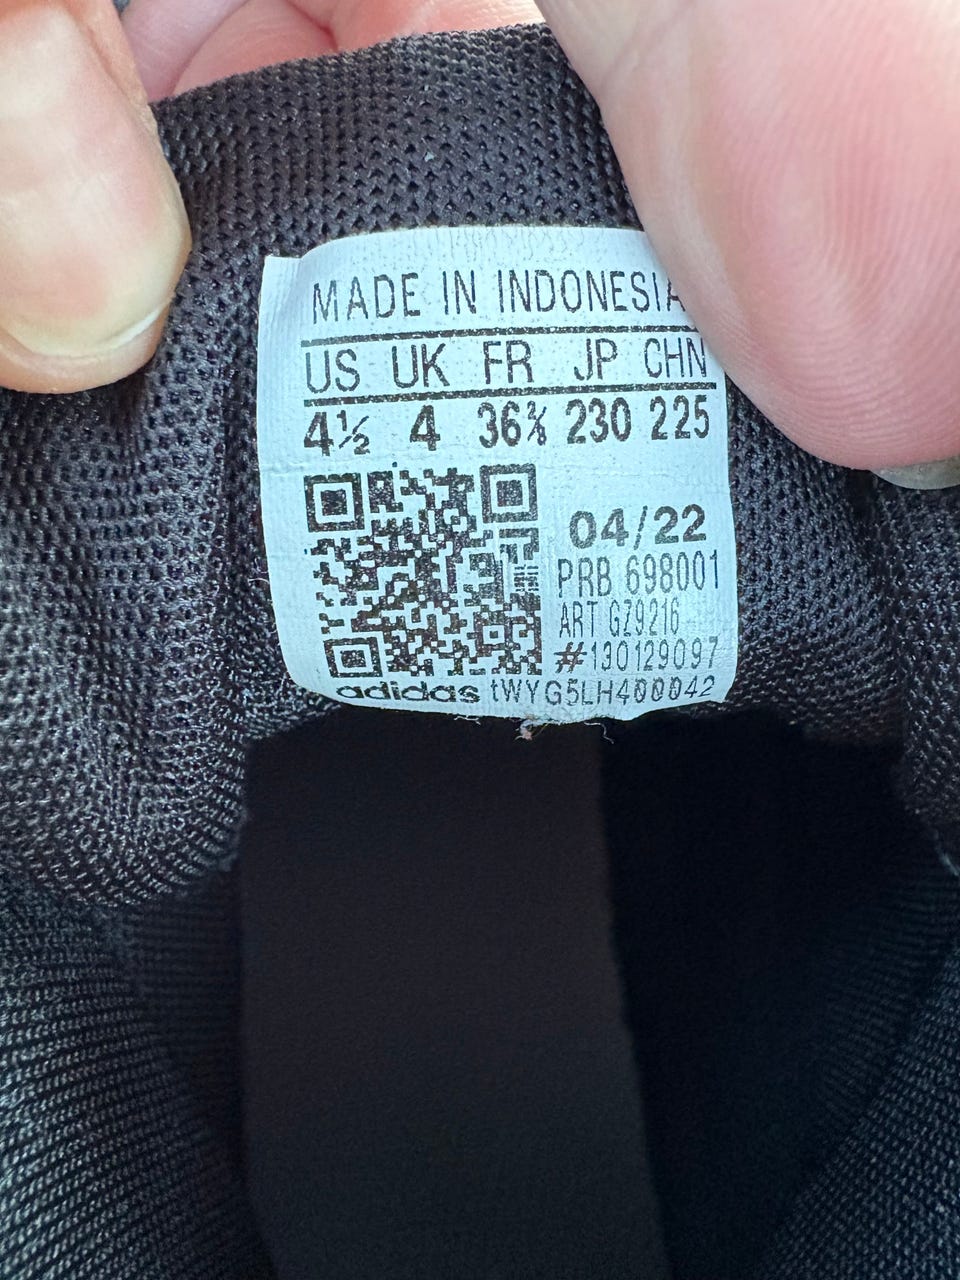 MADE IN INDONESIA
US UK FR JP CHN
4½ 4 36⅔ 230 225
04/22
PRB 698001
ART GZ9216
#130129097
adidas tWYG5LH400042